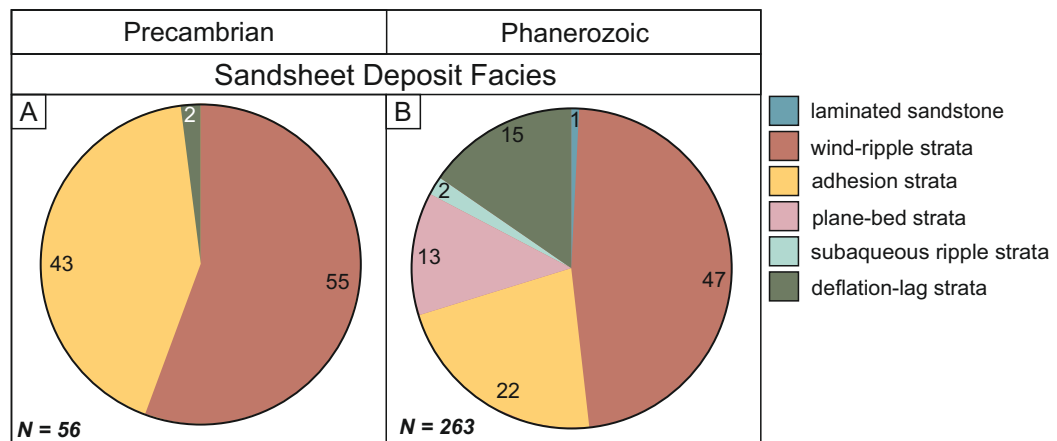 Precambrian
Phanerozoic
Sandsheet Deposit Facies
A
2
43
55
N = 56
B
1
15
2
13
47
22
N = 263
laminated sandstone
wind-ripple strata
adhesion strata
plane-bed strata
subaqueous ripple strata
deflation-lag strata